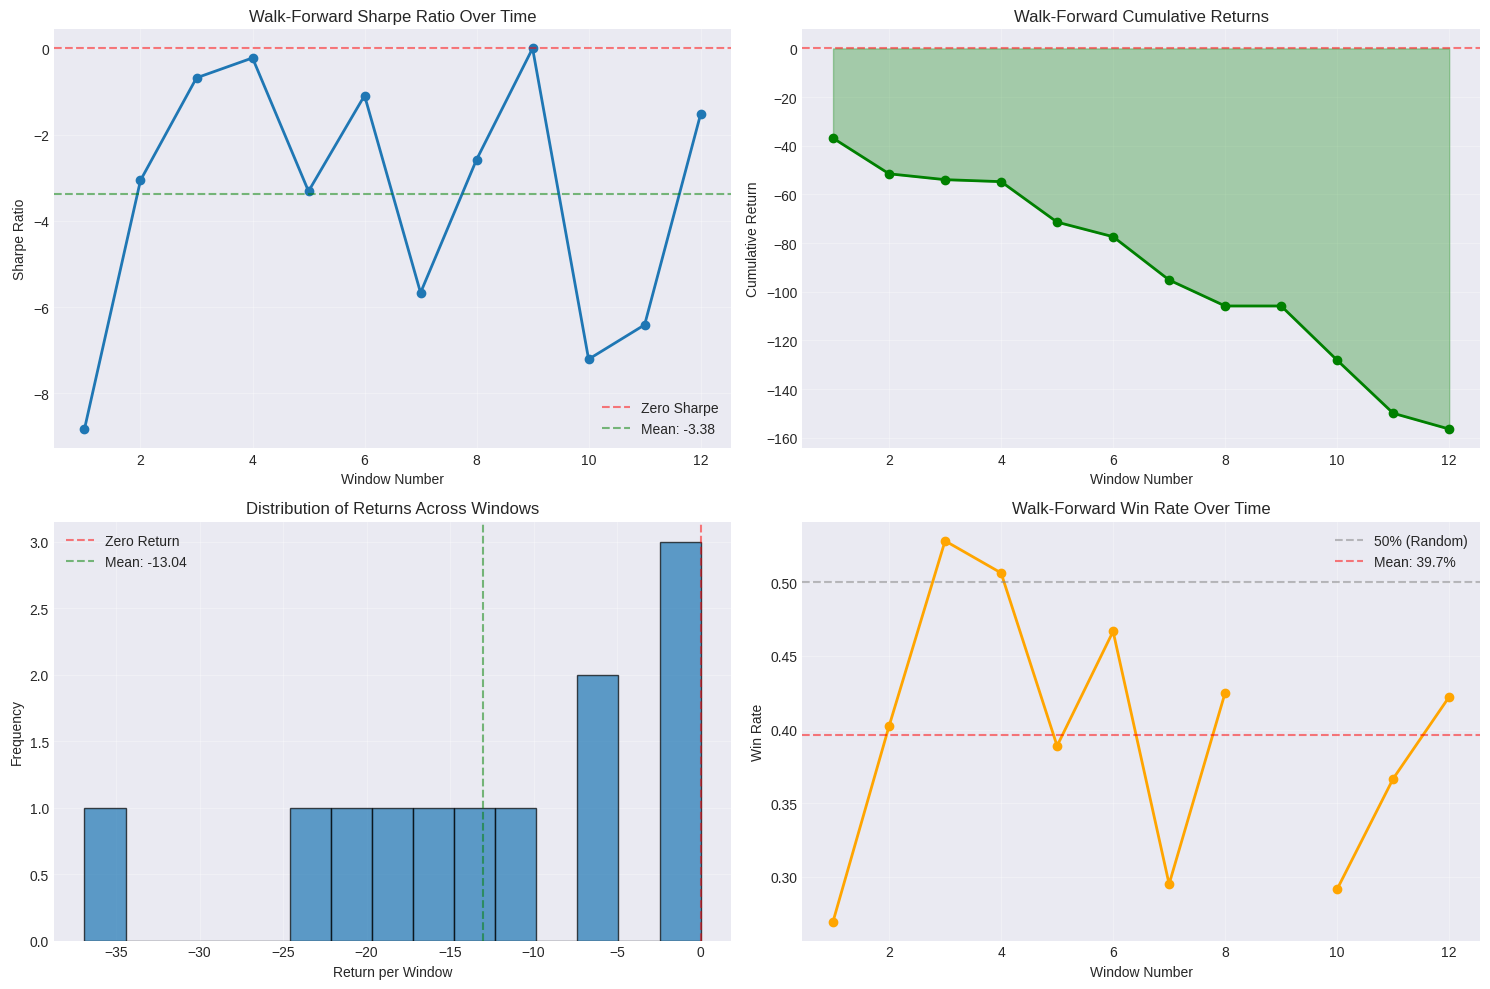 Walk-Forward Sharpe Ratio Over Time
0
−2
−4
−6
−8
Sharpe Ratio
Zero Sharpe
Mean: -3.38
2 4 6 8 10 12
Window Number
Walk-Forward Cumulative Returns
0
−20
−40
−60
−80
−100
−120
−140
−160
Cumulative Return
2 4 6 8 10 12
Window Number
Distribution of Returns Across Windows
Zero Return
Mean: -13.04
3.0
2.5
2.0
1.5
1.0
0.5
0.0
Frequency
−35 −30 −25 −20 −15 −10 −5 0
Return per Window
Walk-Forward Win Rate Over Time
50% (Random)
Mean: 39.7%
0.50
0.45
0.40
0.35
0.30
Win Rate
2 4 6 8 10 12
Window Number